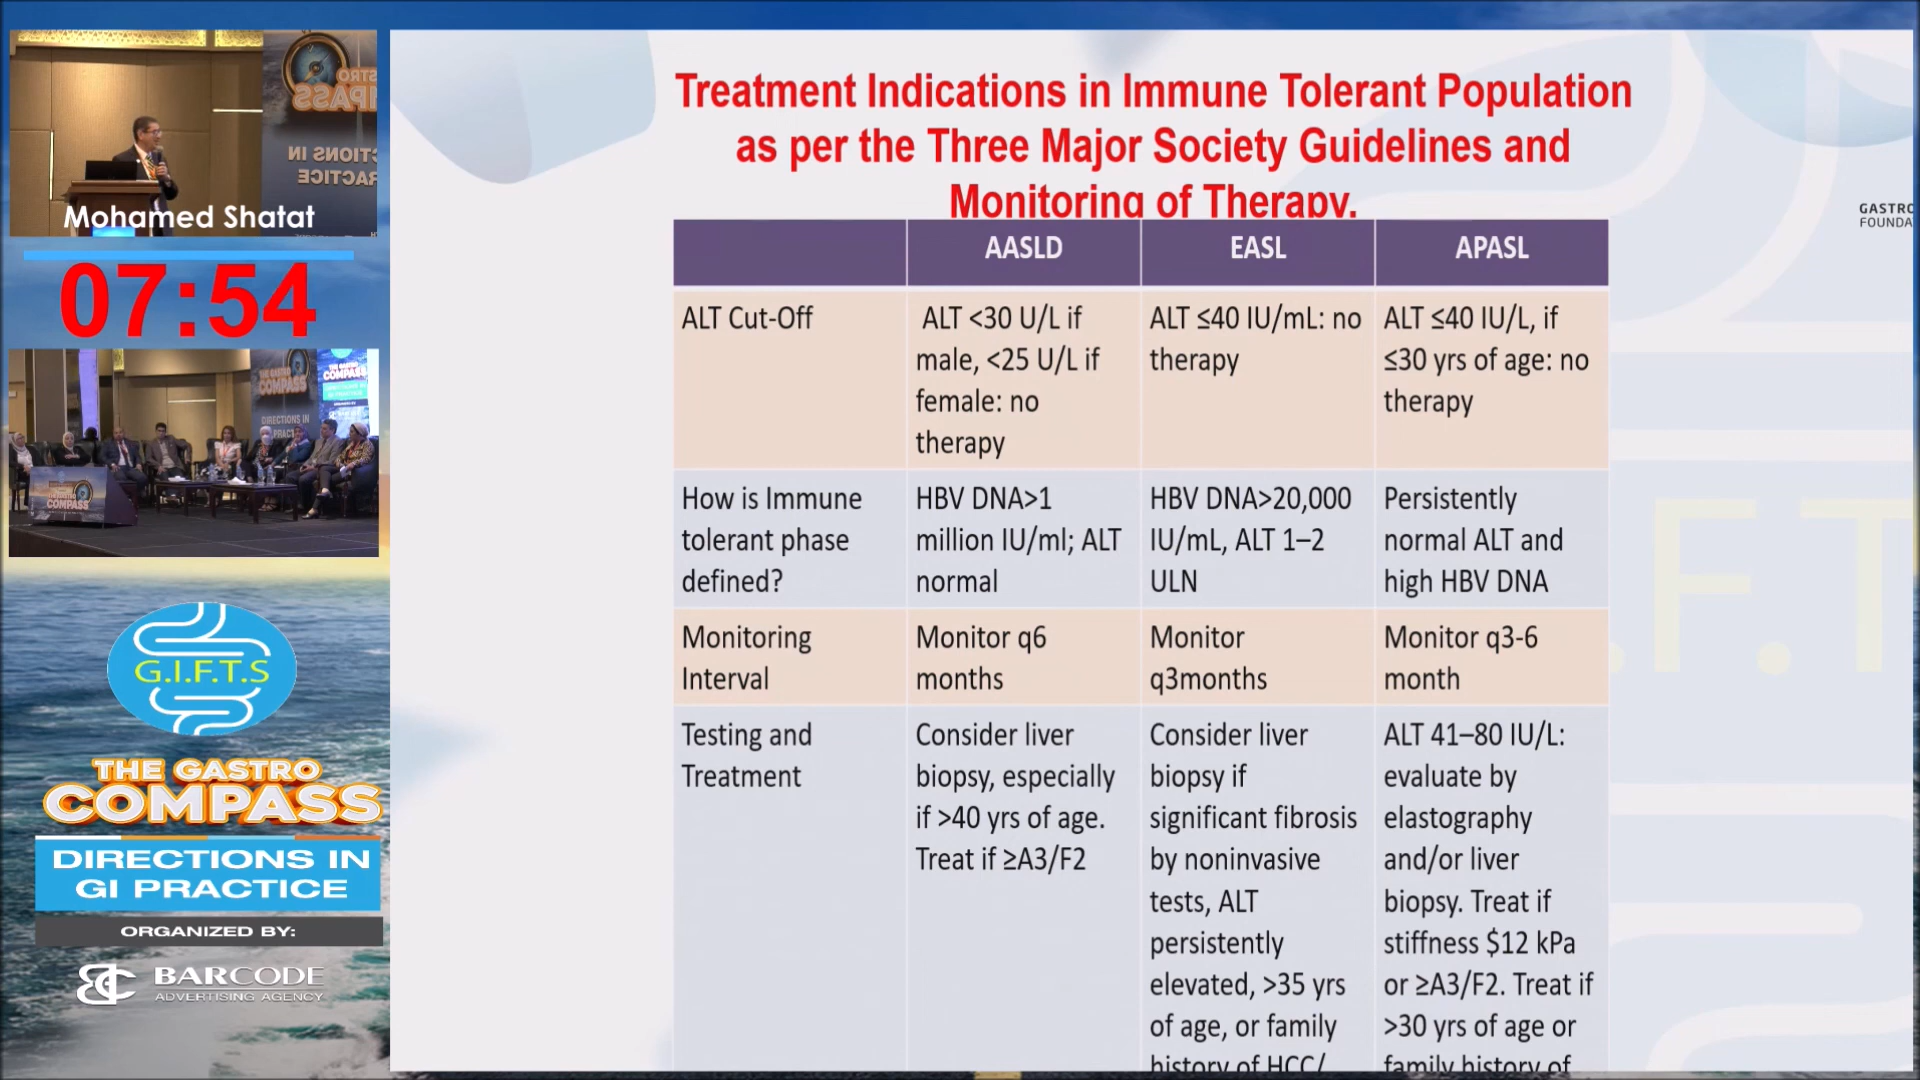 Mohamed Shatat
07:54
G.I.F.T.S
THE GASTRO
COMPASS
DIRECTIONS IN
GI PRACTICE
ORGANIZED BY:
BARCODE
ADVERTISING AGENCY
Treatment Indications in Immune Tolerant Population
as per the Three Major Society Guidelines and
Monitoring of Therapy.
AASLD
EASL
APASL
ALT Cut-Off
ALT <30 U/L if
male, <25 U/L if
female: no
therapy
ALT ≤40 IU/mL: no
therapy
ALT ≤40 IU/L, if
≤30 yrs of age: no
therapy
How is Immune
tolerant phase
defined?
HBV DNA>1
million IU/ml; ALT
normal
HBV DNA>20,000
IU/mL, ALT 1–2
ULN
Persistently
normal ALT and
high HBV DNA
Monitoring
Interval
Monitor q6
months
Monitor
q3months
Monitor q3-6
month
Testing and
Treatment
Consider liver
biopsy, especially
if >40 yrs of age.
Treat if ≥A3/F2
Consider liver
biopsy if
significant fibrosis
by noninvasive
tests, ALT
persistently
elevated, >35 yrs
of age, or family
history of HCC/
ALT 41–80 IU/L:
evaluate by
elastography
and/or liver
biopsy. Treat if
stiffness $12 kPa
or ≥A3/F2. Treat if
>30 yrs of age or
family history of
GASTRO
FOUNDA
.F.T